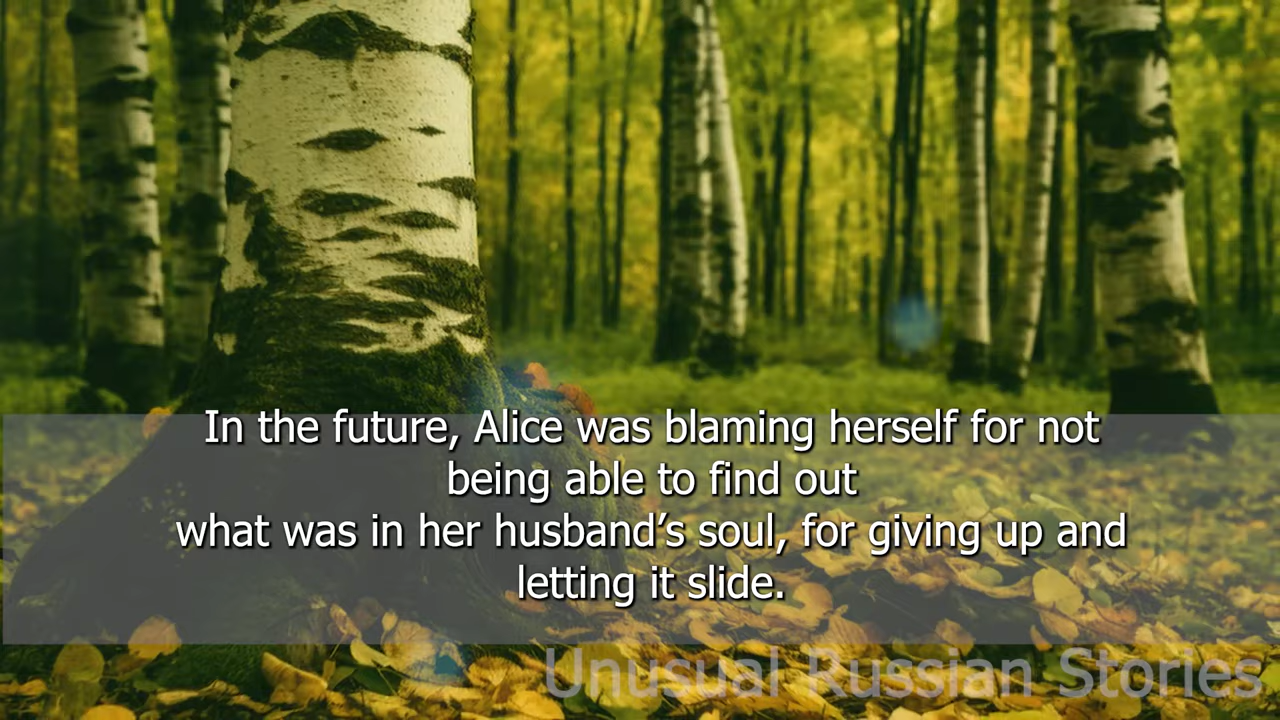 In the future, Alice was blaming herself for not
being able to find out
what was in her husband’s soul, for giving up and
letting it slide.
Unusual Russian Stories